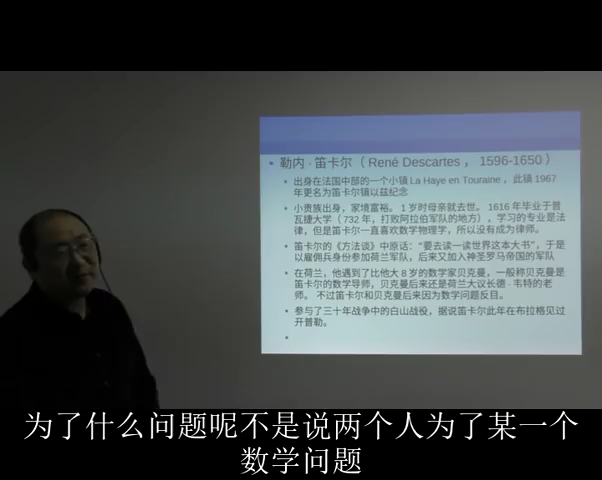 勒内·笛卡尔（ René Descartes ， 1596-1650 ）
出身在法国中部的一个小镇 La Haye en Touraine ，此镇 1967
年更名为笛卡尔镇以兹纪念
小贵族出身，家境富裕。 1 岁时母亲就去世。 1616 年毕业于普
瓦捷大学（ 732 年，打败阿拉伯军队的地方），学习的专业是法
律，但是笛卡尔一直喜欢数学物理学，所以没有成为律师。
笛卡尔的《方法谈》中原话：“要去读一读世界这本大书”，于是
以雇佣兵身份参加荷兰军队，后来又加入神圣罗马帝国的军队
在荷兰，他遇到了比他大 8 岁的数学家贝克曼，一般称贝克曼是
笛卡尔的数学导师，贝克曼后来还是荷兰大议长德 · 韦特的老
师。 不过笛卡尔和贝克曼后来因为数学问题反目。
参与了三十年战争中的白山战役，据说笛卡尔此年在布拉格见过
开普勒。
为了什么问题呢不是说两个人为了某一个
数学问题